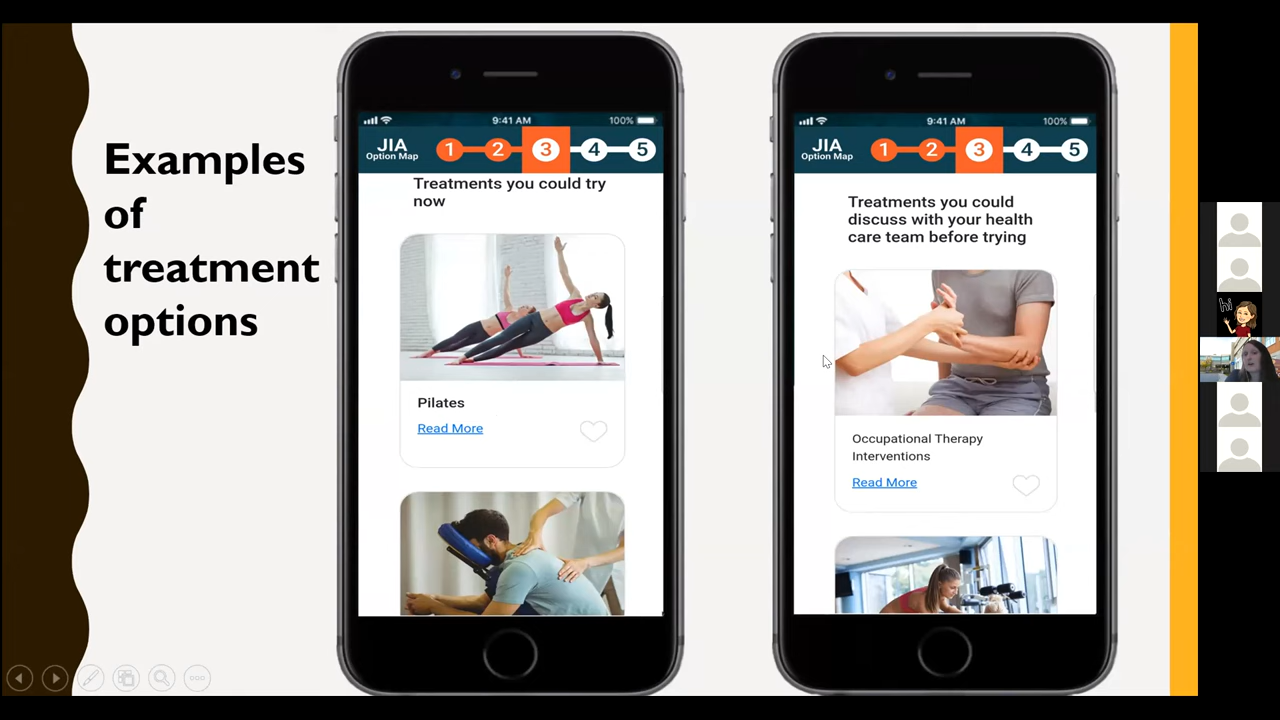 Examples
of
treatment
options
9:41 AM
100%
JIA
Option Map
1 2 3 4 5
Treatments you could try
now
Pilates
Read More
9:41 AM
100%
JIA
Option Map
1 2 3 4 5
Treatments you could
discuss with your health
care team before trying
Occupational Therapy
Interventions
Read More
hi